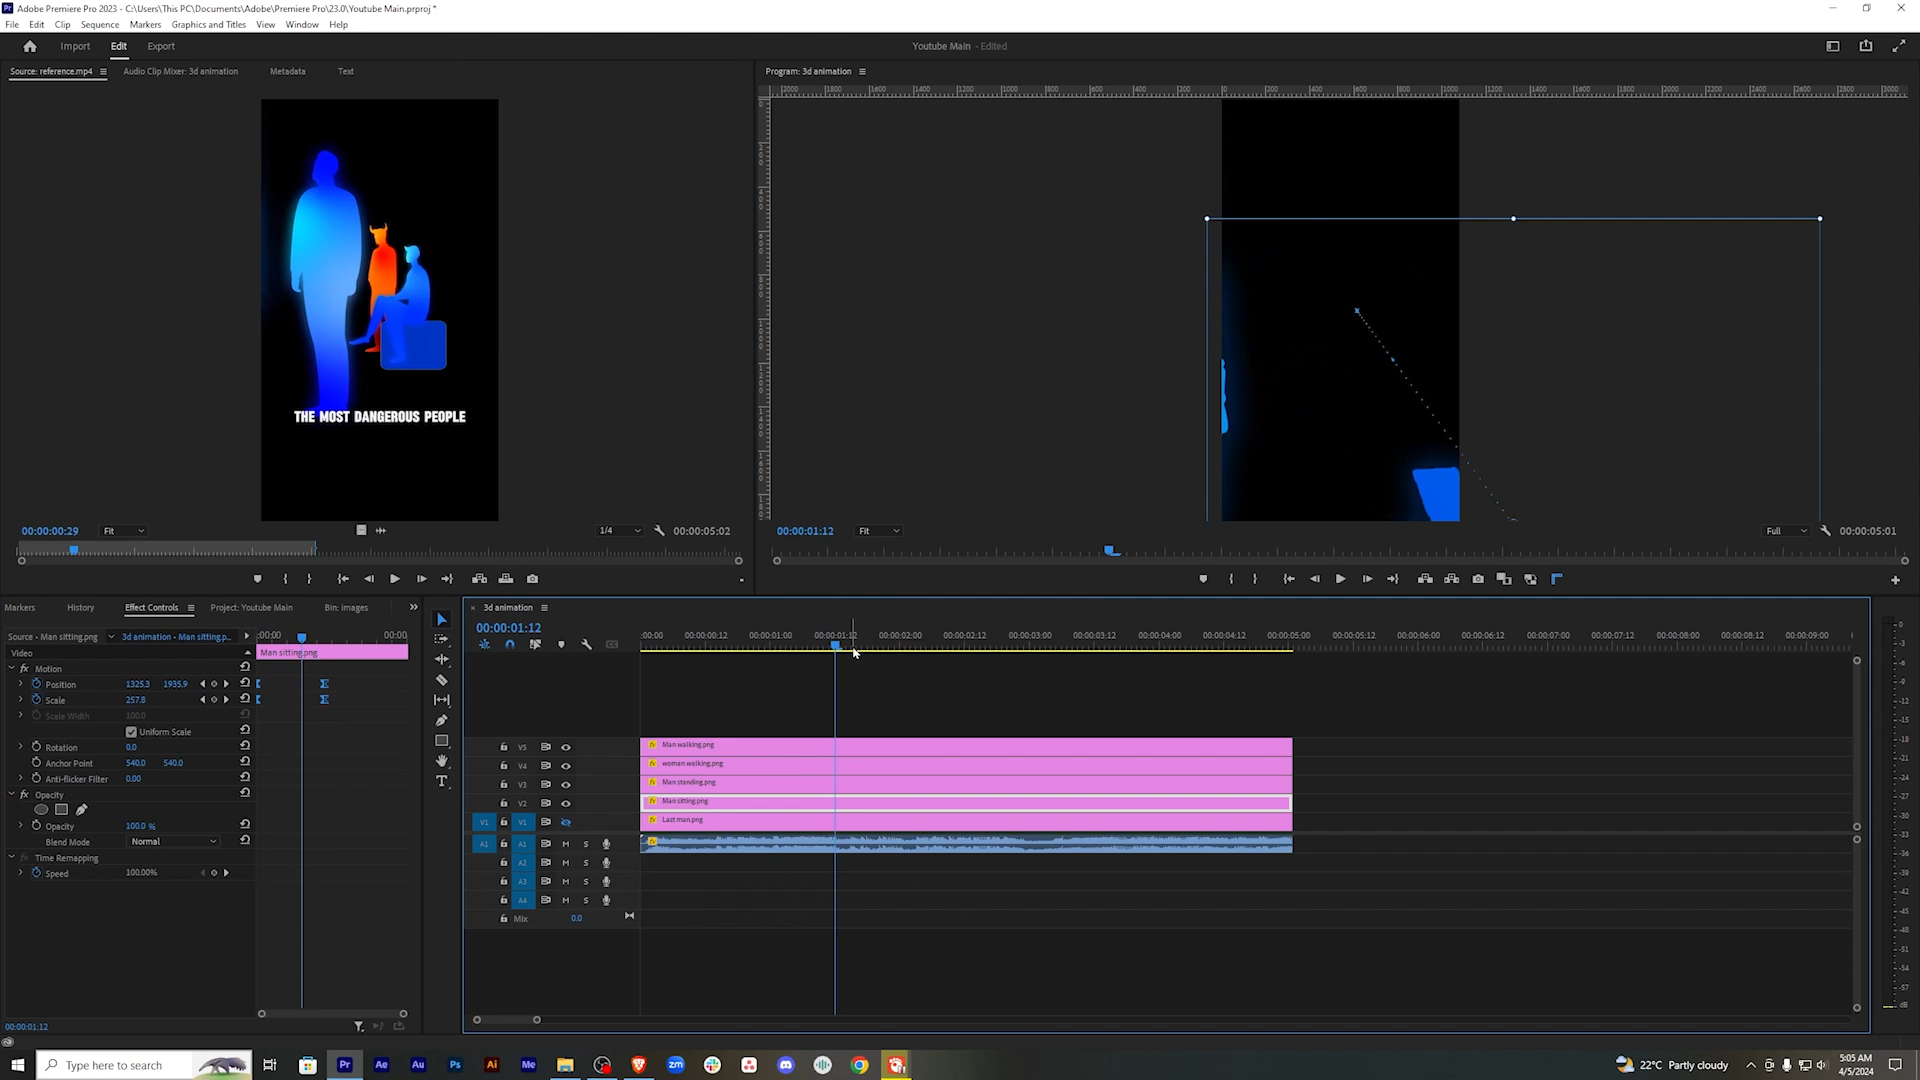 Adobe Premiere Pro 2023 - C:\Users\This PC\Documents\Adobe\Premiere Pro\23.0\Youtube Main.prproj *
File Edit Clip Sequence Markers Graphics and Titles View Window Help
Import Edit Export
Youtube Main - Edited
Source: reference.mp4 Audio Clip Mixer: 3d animation Metadata Text
Program: 3d animation
THE MOST DANGEROUS PEOPLE
00:00:00:29 Fit 1/4 00:00:05:02
00:00:01:12 Fit Full 00:00:05:01
Markers History Effect Controls Project: Youtube Main Bin: images
Source • Man sitting.png 3d animation • Man sitting.p...
:00:00 00:00
Video
Man sitting.png
Motion
Position 1325.3 1935.9
Scale 257.8
Scale Width 100.0
Uniform Scale
Rotation 0.0
Anchor Point 540.0 540.0
Anti-flicker Filter 0.00
Opacity
Opacity 100.0 %
Blend Mode Normal
Time Remapping
Speed 100.00%
00:00:01:12
3d animation
00:00:01:12
:00:00 00:00:00:12 00:00:01:00 00:00:01:12 00:00:02:00 00:00:02:12 00:00:03:00 00:00:03:12 00:00:04:00 00:00:04:12 00:00:05:00 00:00:05:12 00:00:06:00 00:00:06:12 00:00:07:00 00:00:07:12 00:00:08:00 00:00:08:12 00:00:09:00
V5 Man walking.png
V4 woman walking.png
V3 Man standing.png
V2 Man sitting.png
V1 V1 Last man.png
A1 A1 M S
A2 M S
A3 M S
A4 M S
Mix 0.0
Type here to search
Pr Ae Au Ps Ai Me zm
22°C Partly cloudy
5:05 AM
4/5/2024